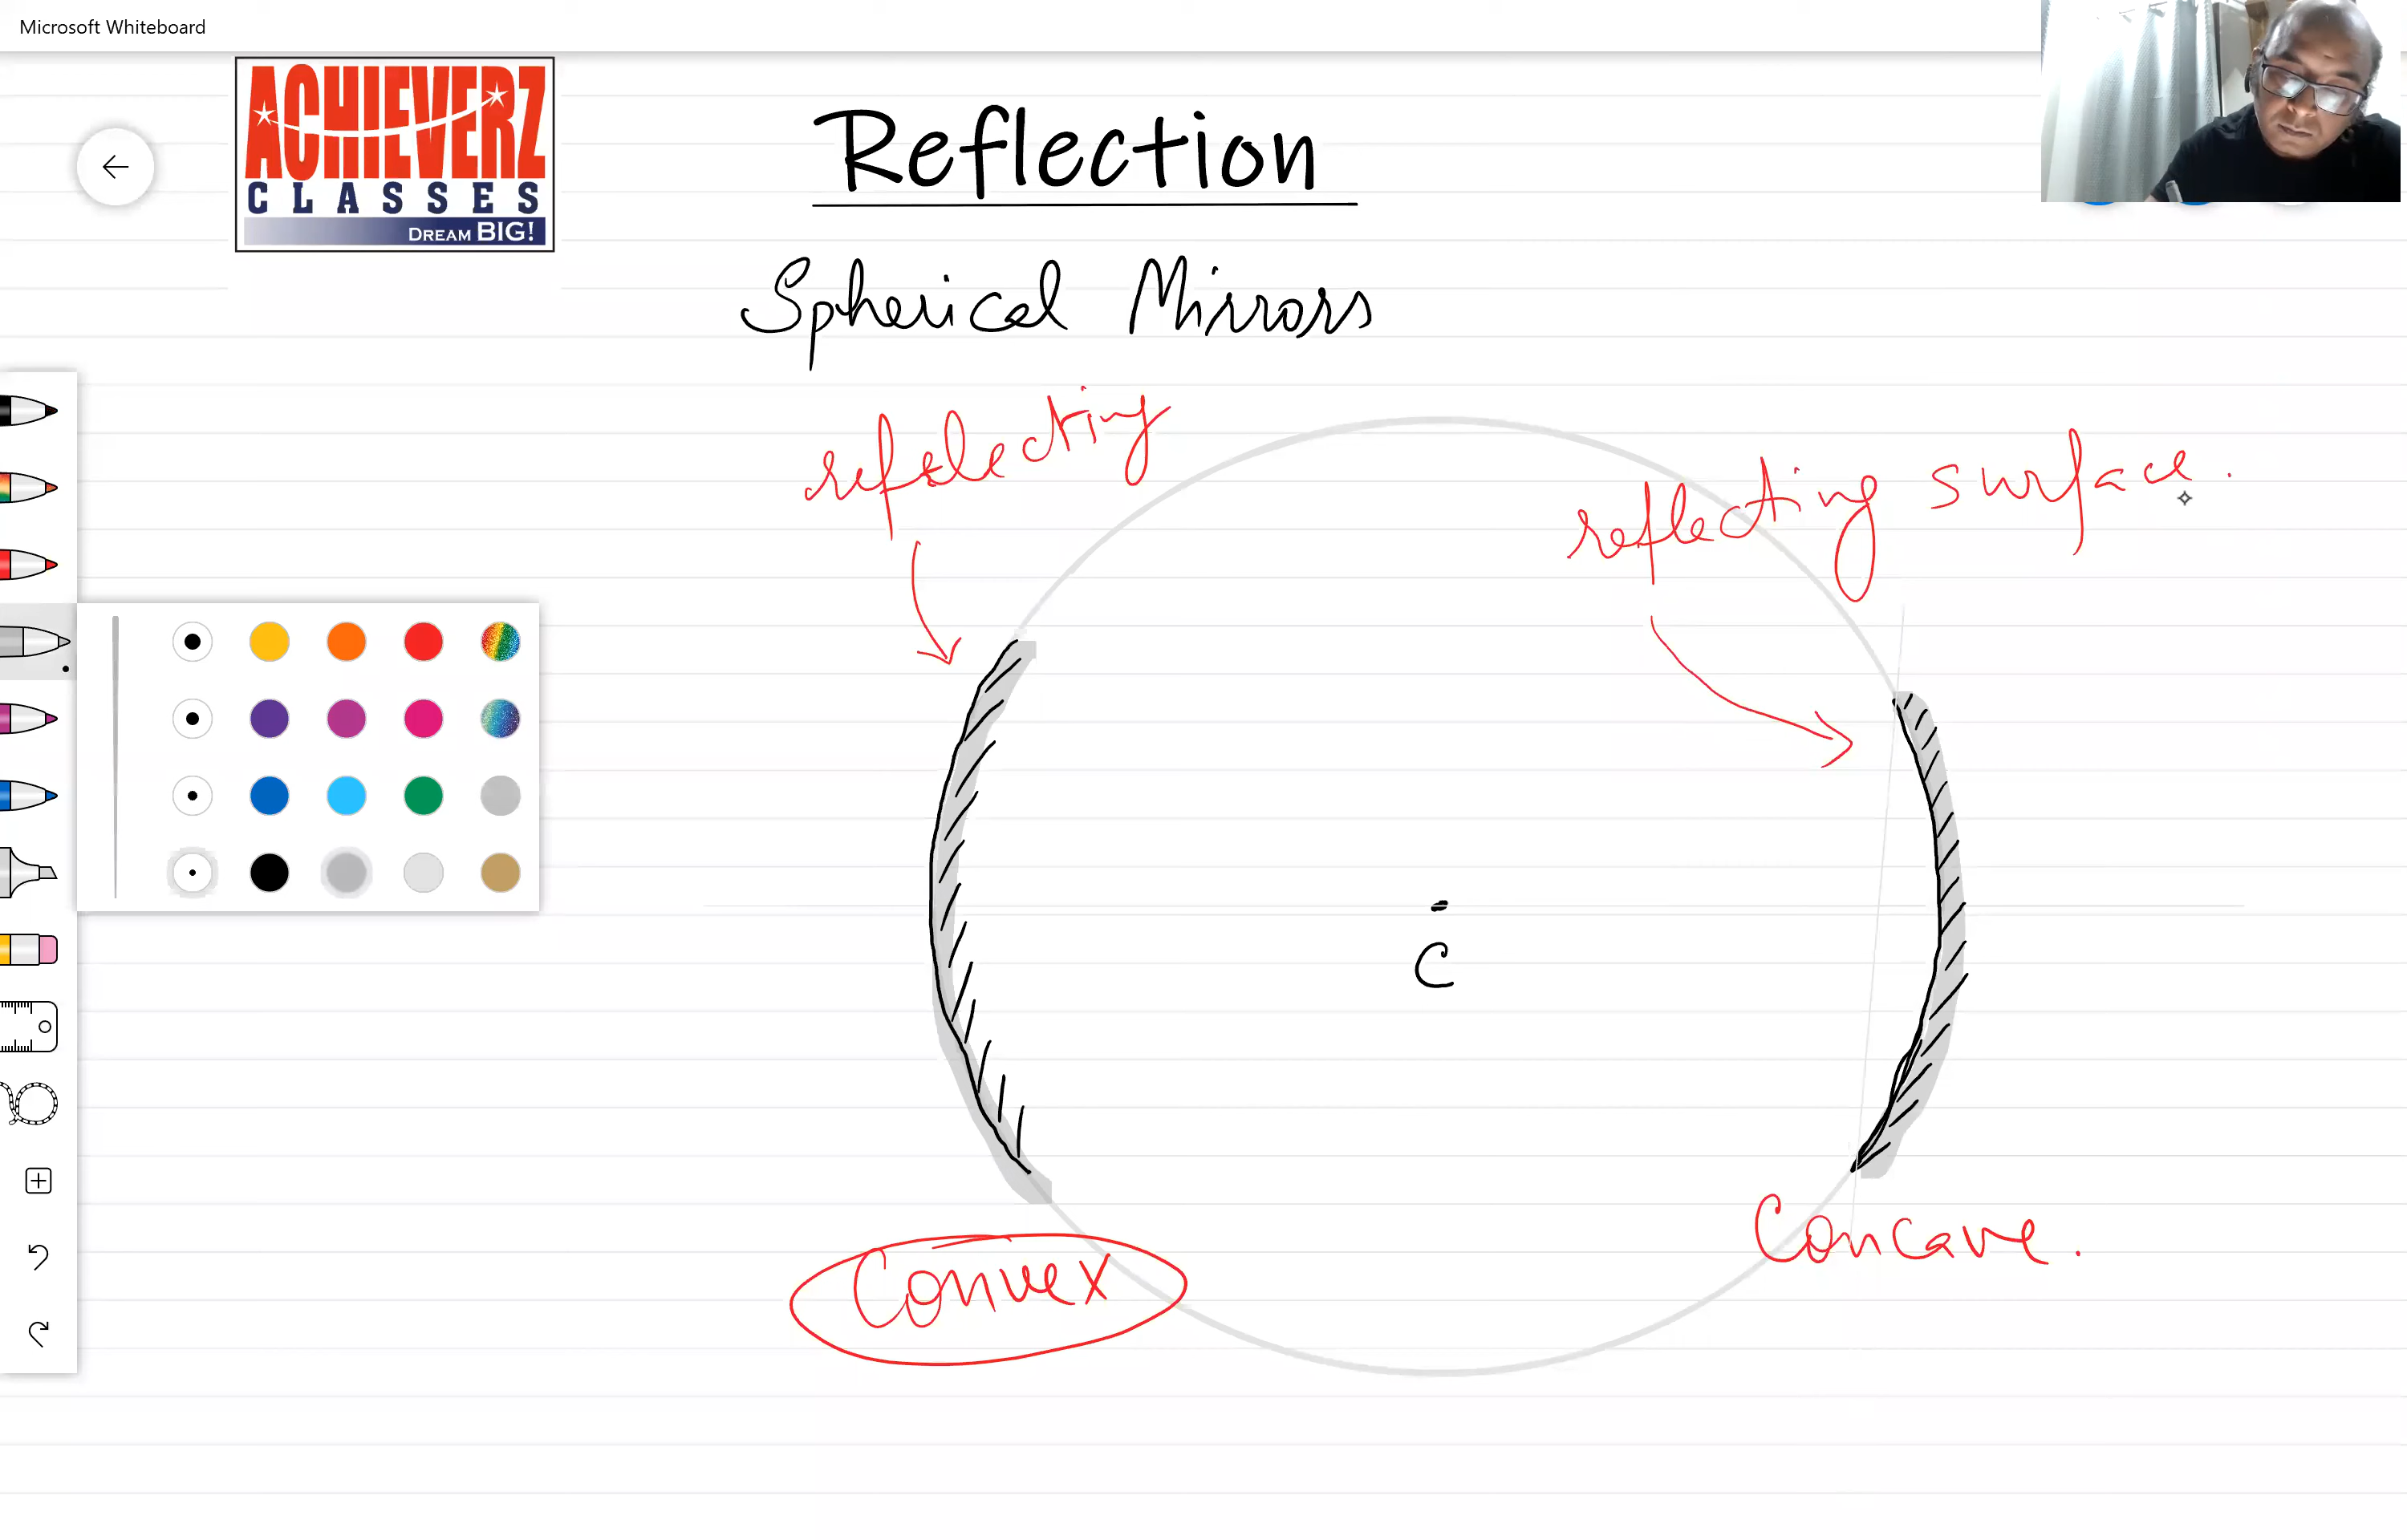 Microsoft Whiteboard
ACHIEVERZ
CLASSES
DREAM BIG!
Reflection
Spherical Mirrors
reflecting
reflecting surface.
C
Convex
Concave.